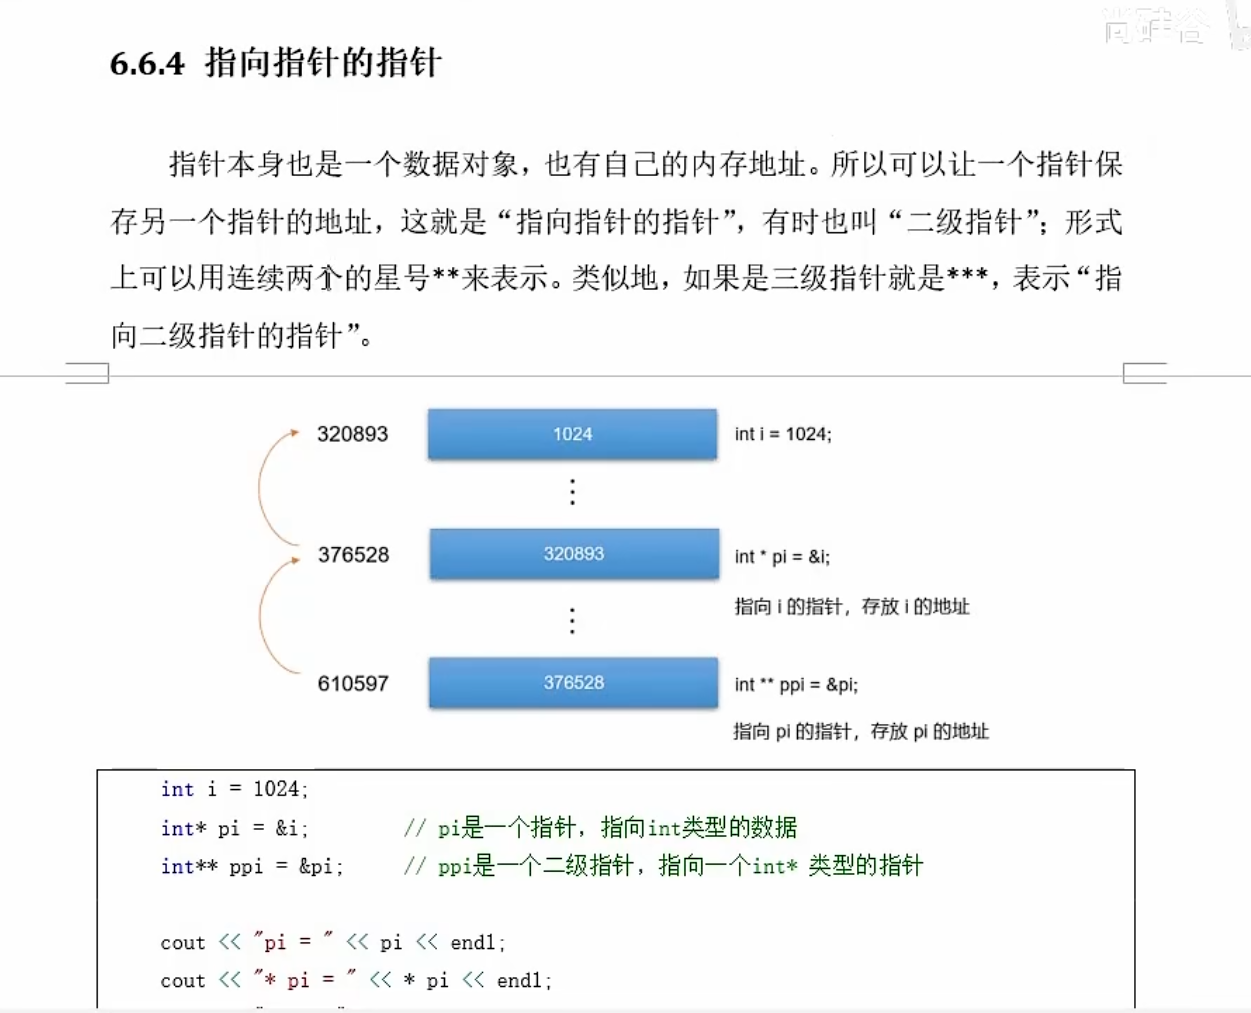 尚硅谷
6.6.4 指向指针的指针
指针本身也是一个数据对象，也有自己的内存地址。所以可以让一个指针保
存另一个指针的地址，这就是“指向指针的指针”，有时也叫“二级指针”；形式
上可以用连续两个的星号**来表示。类似地，如果是三级指针就是***，表示“指
向二级指针的指针”。
320893 1024 int i = 1024;
376528 320893 int * pi = &i;
指向 i 的指针，存放 i 的地址
610597 376528 int ** ppi = &pi;
指向 pi 的指针，存放 pi 的地址
int i = 1024;
int* pi = &i; // pi是一个指针，指向int类型的数据
int** ppi = &pi; // ppi是一个二级指针，指向一个int* 类型的指针
cout << "pi = " << pi << endl;
cout << "* pi = " << * pi << endl;